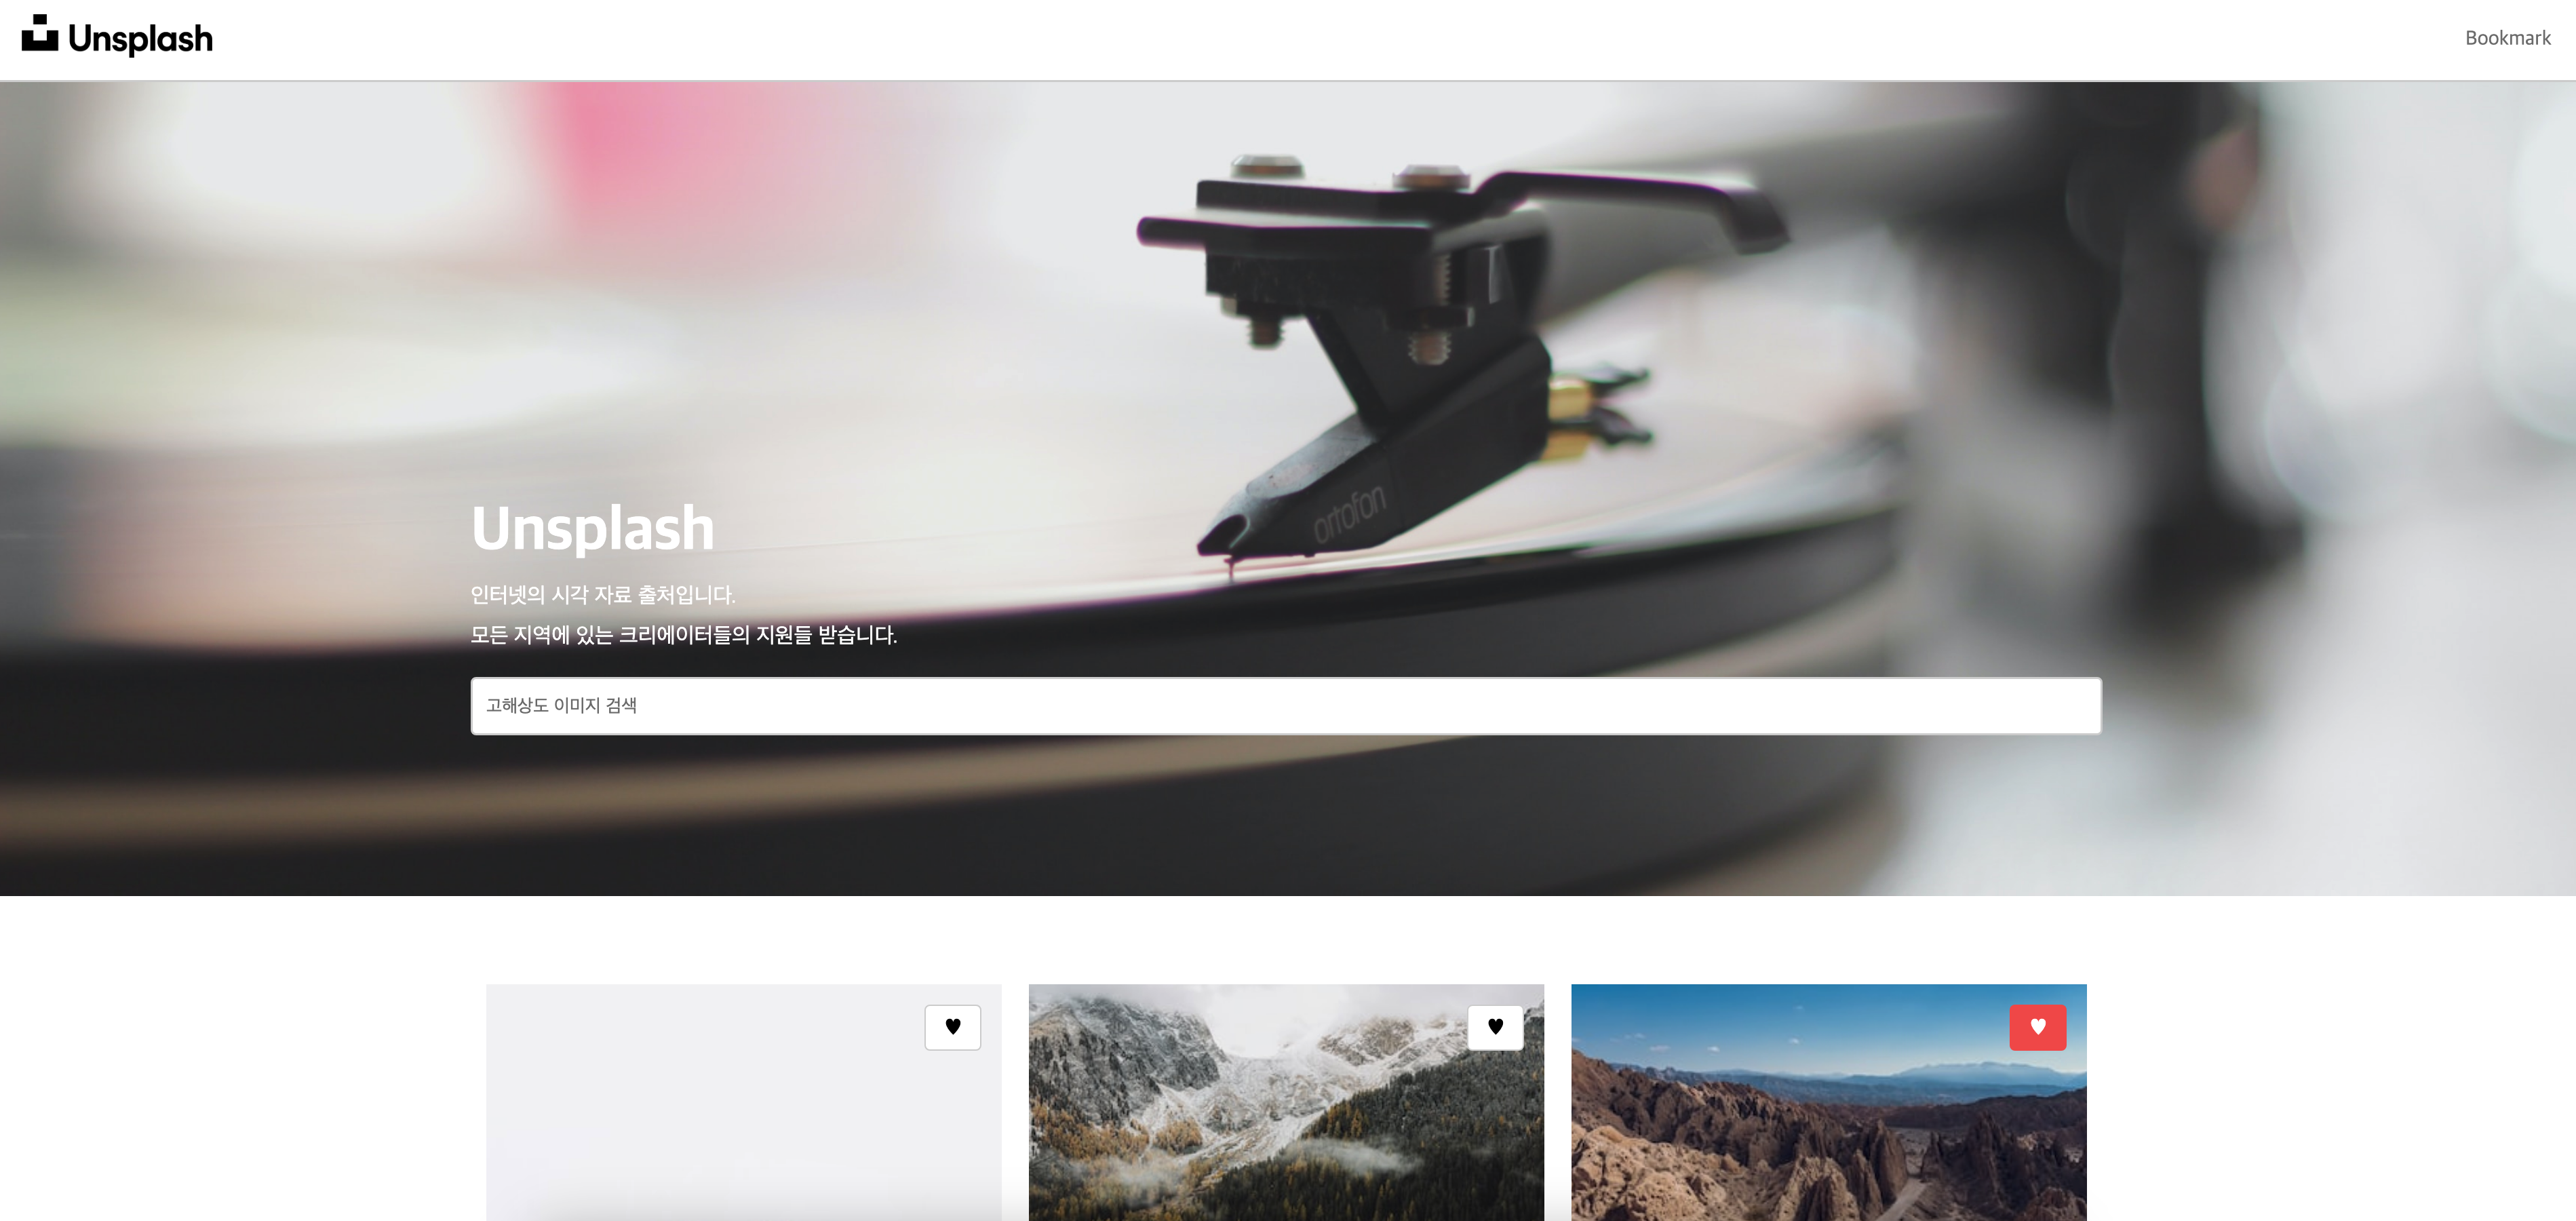 Unsplash
Bookmark
ortofon
Unsplash
인터넷의 시각 자료 출처입니다.
모든 지역에 있는 크리에이터들의 지원들 받습니다.
고해상도 이미지 검색